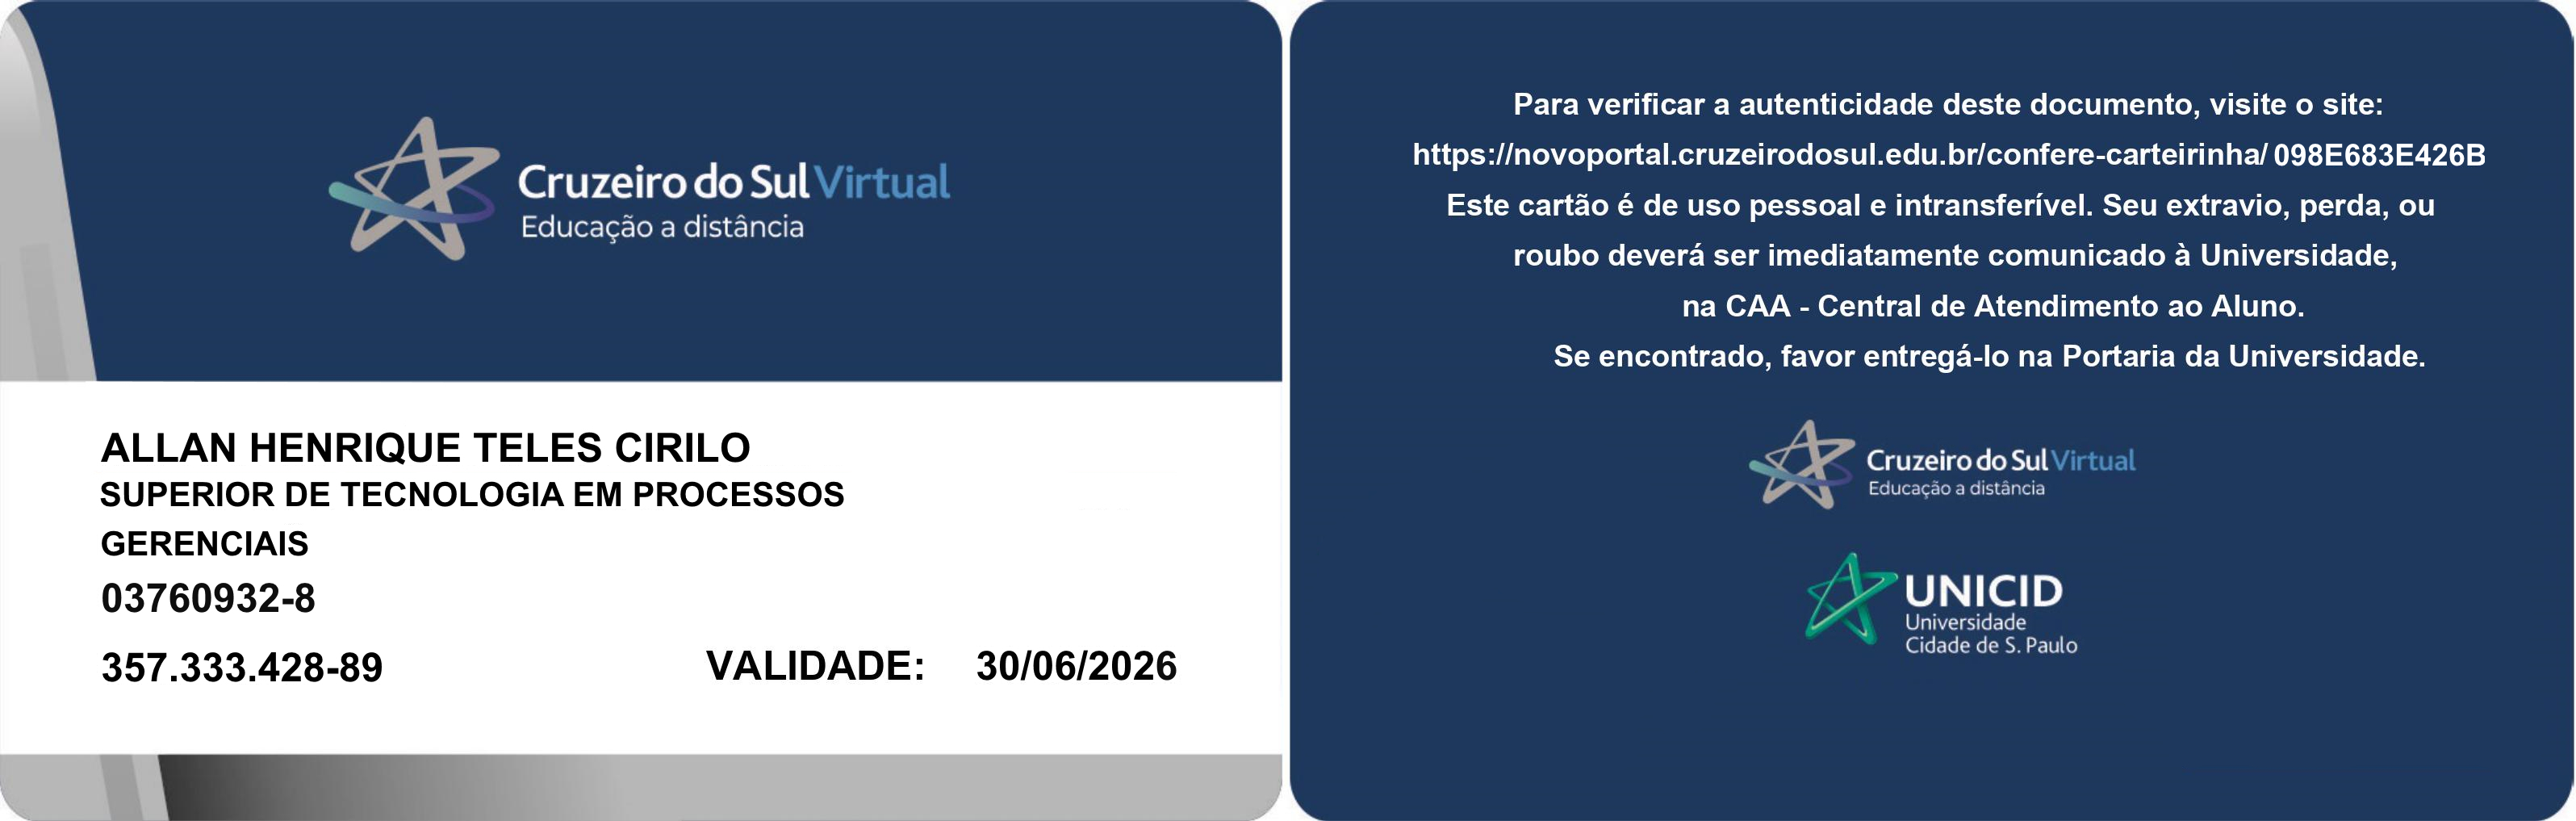 Cruzeiro do Sul Virtual
Educação a distância
ALLAN HENRIQUE TELES CIRILO
SUPERIOR DE TECNOLOGIA EM PROCESSOS
GERENCIAIS
03760932-8
357.333.428-89 VALIDADE: 30/06/2026
Para verificar a autenticidade deste documento, visite o site:
https://novoportal.cruzeirodosul.edu.br/confere-carteirinha/ 098E683E426B
Este cartão é de uso pessoal e intransferível. Seu extravio, perda, ou
roubo deverá ser imediatamente comunicado à Universidade,
na CAA - Central de Atendimento ao Aluno.
Se encontrado, favor entregá-lo na Portaria da Universidade.
Cruzeiro do Sul Virtual
Educação a distância
UNICID
Universidade
Cidade de S. Paulo